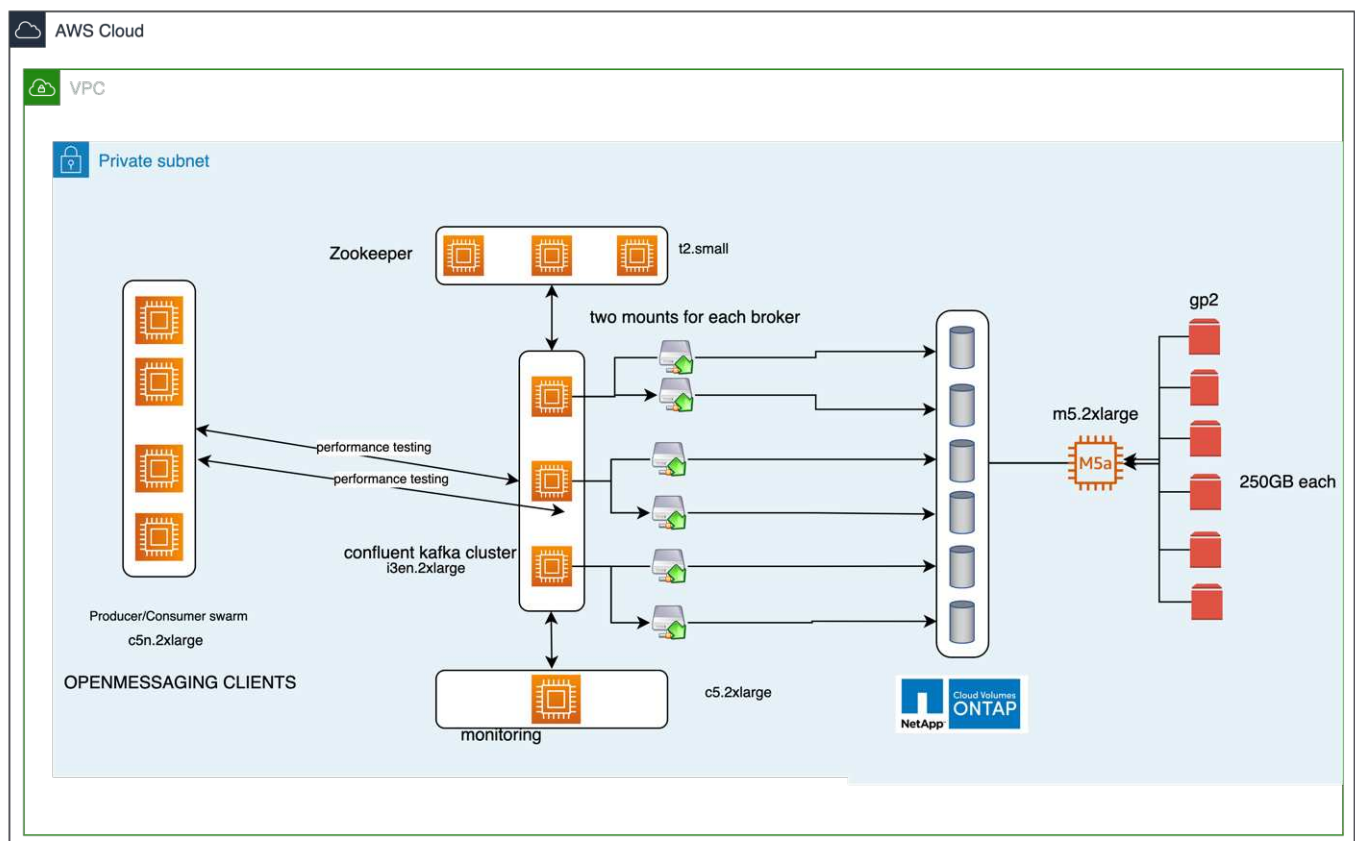 AWS Cloud
VPC
Private subnet
Zookeeper
t2.small
two mounts for each broker
gp2
m5.2xlarge
M5a
250GB each
performance testing
performance testing
confluent kafka cluster
i3en.2xlarge
Producer/Consumer swarm
c5n.2xlarge
OPENMESSAGING CLIENTS
c5.2xlarge
monitoring
NetApp
Cloud Volumes
ONTAP